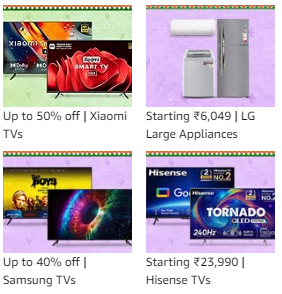 xiaomi
Redmi
SMART TV
Up to 50% off | Xiaomi
TVs
Starting ₹6,049 | LG
Large Appliances
THE BOYS
Up to 40% off |
Samsung TVs
Hisense
Hisense
TORNADO
QLED
240Hz
Starting ₹23,990 |
Hisense TVs